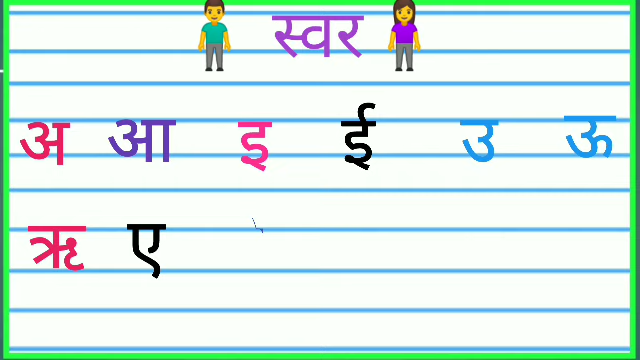 स्वर
अ आ इ ई उ ऊ
ऋ ए